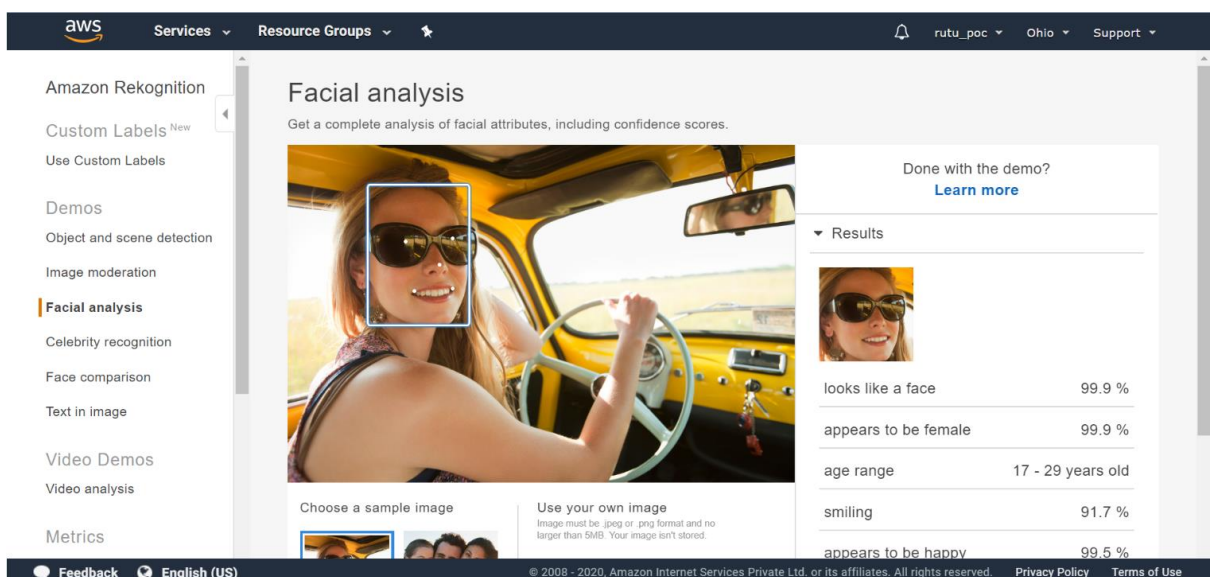 aws
Services
Resource Groups
rutu_poc
Ohio
Support
Amazon Rekognition
Custom Labels New
Use Custom Labels
Demos
Object and scene detection
Image moderation
Facial analysis
Celebrity recognition
Face comparison
Text in image
Video Demos
Video analysis
Metrics
Facial analysis
Get a complete analysis of facial attributes, including confidence scores.
Choose a sample image
Use your own image
Image must be .jpeg or .png format and no
larger than 5MB. Your image isn't stored.
Done with the demo?
Learn more
Results
looks like a face 99.9 %
appears to be female 99.9 %
age range 17 - 29 years old
smiling 91.7 %
appears to be happy 99.5 %
Feedback
English (US)
© 2008 - 2020, Amazon Internet Services Private Ltd. or its affiliates. All rights reserved.
Privacy Policy
Terms of Use